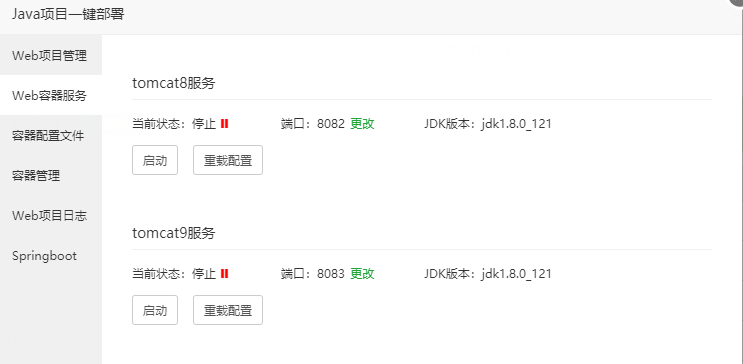 Java项目一键部署
Web项目管理
Web容器服务
容器配置文件
容器管理
Web项目日志
Springboot
tomcat8服务
当前状态：停止 端口：8082 更改 JDK版本：jdk1.8.0_121
启动 重载配置
tomcat9服务
当前状态：停止 端口：8083 更改 JDK版本：jdk1.8.0_121
启动 重载配置